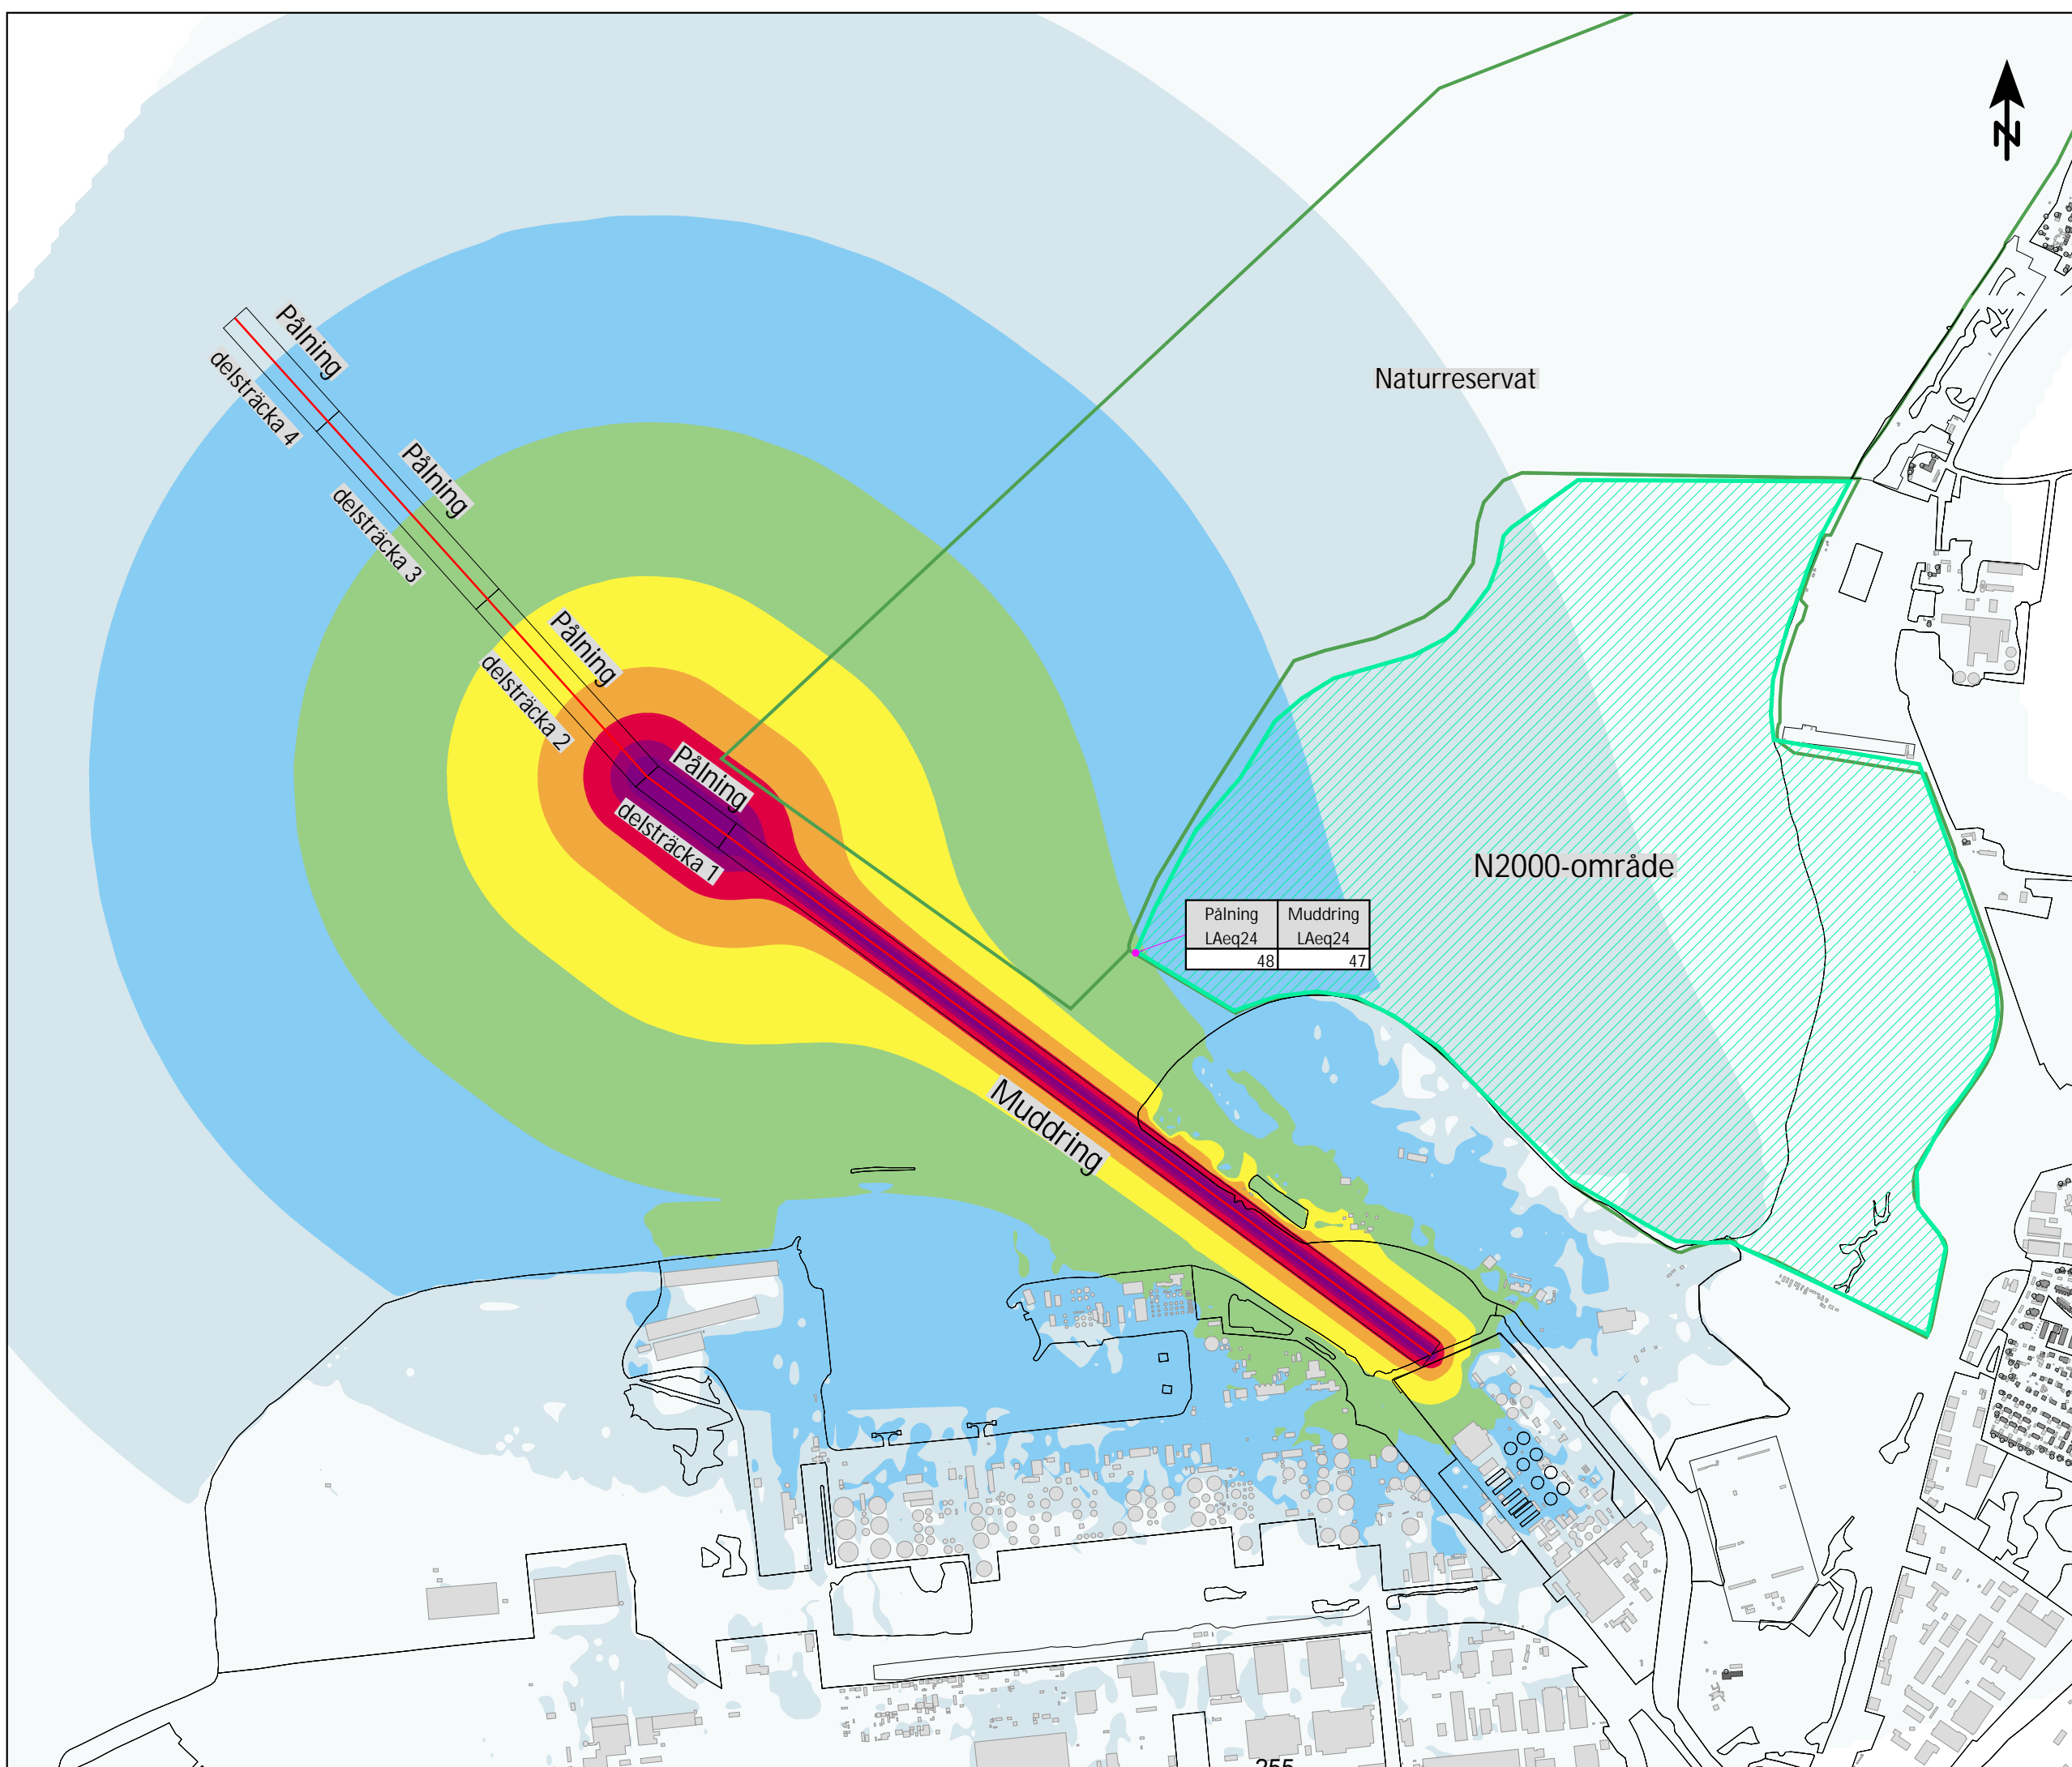 N
Pålning
delsträcka 4
Naturreservat
Pålning
delsträcka 3
Pålning
delsträcka 2
Pålning
delsträcka 1
N2000-område
Pålning Muddring
LAeq24 LAeq24
48 47
Muddring
255